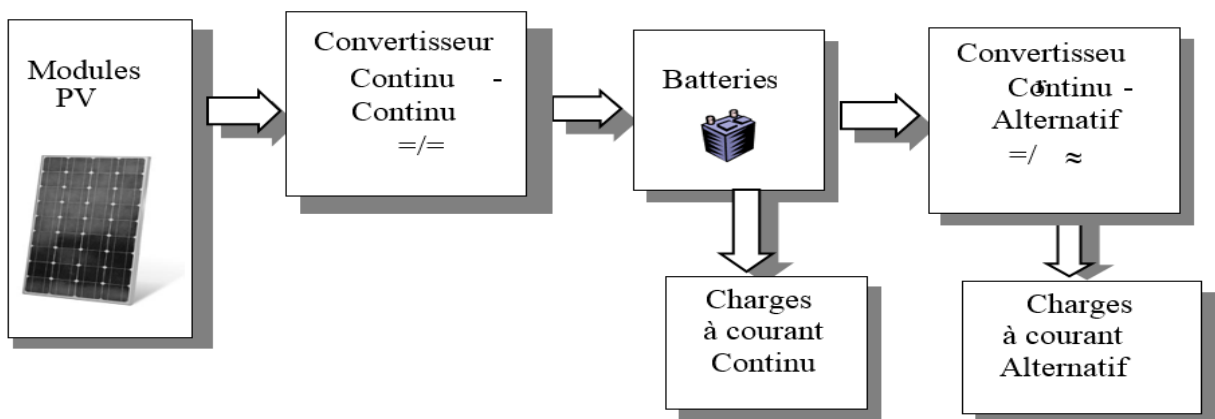 Modules
PV
Convertisseur
Continu -
Continu
=/=
Batteries
Convertisseu
r
Continu -
Alternatif
=/ ≈
Charges
à courant
Continu
Charges
à courant
Alternatif